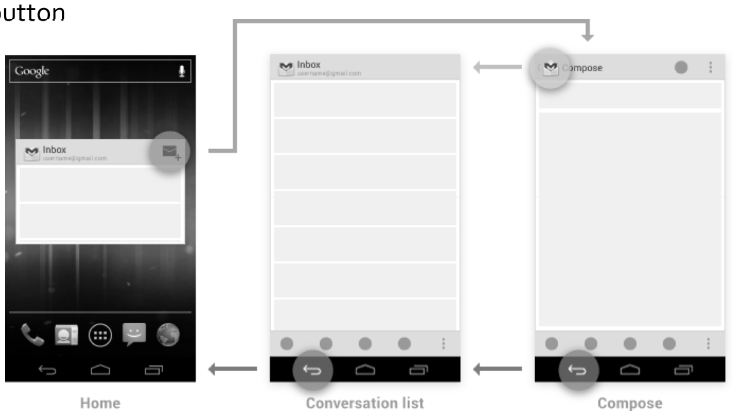 button
Google
Inbox
username@gmail.com
Inbox
username@gmail.com
Compose
Home
Conversation list
Compose